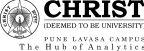 CHRIST
(DEEMED TO BE UNIVERSITY)
PUNE LAVASA CAMPUS
The Hub of Analytics